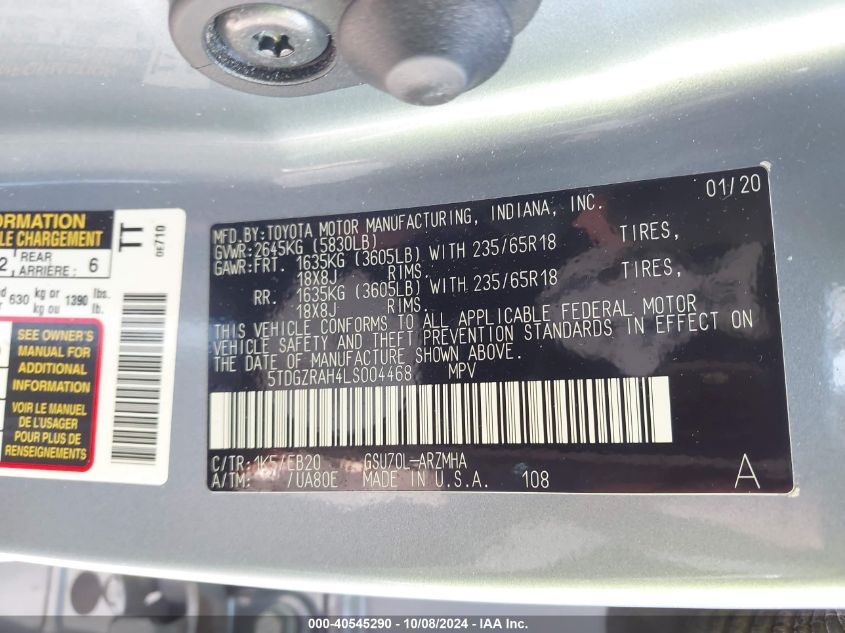 ORMATION
LE CHARGEMENT
2 REAR ARRIÈRE : 6
630 kg or kg ou 1390 lbs. lb.
SEE OWNER'S
MANUAL FOR
ADDITIONAL
INFORMATION
VOIR LE MANUEL
DE L'USAGER
POUR PLUS DE
RENSEIGNEMENTS
TT
0E710
01/20
MFD.BY:TOYOTA MOTOR MANUFACTURING, INDIANA, INC.
GVWR:2645KG (5830LB)
GAWR:FRT. 1635KG (3605LB) WITH 235/65R18 TIRES,
18X8J RIMS.
RR. 1635KG (3605LB) WITH 235/65R18 TIRES,
18X8J RIMS.
THIS VEHICLE CONFORMS TO ALL APPLICABLE FEDERAL MOTOR
VEHICLE SAFETY AND THEFT PREVENTION STANDARDS IN EFFECT ON
THE DATE OF MANUFACTURE SHOWN ABOVE.
5TDGZRAH4LS004468 MPV
C/TR:1K5/EB20 GSU70L-ARZMHA
A/TM: /UA80E MADE IN U.S.A. 108 A
000-40545290 - 10/08/2024 - IAA Inc.